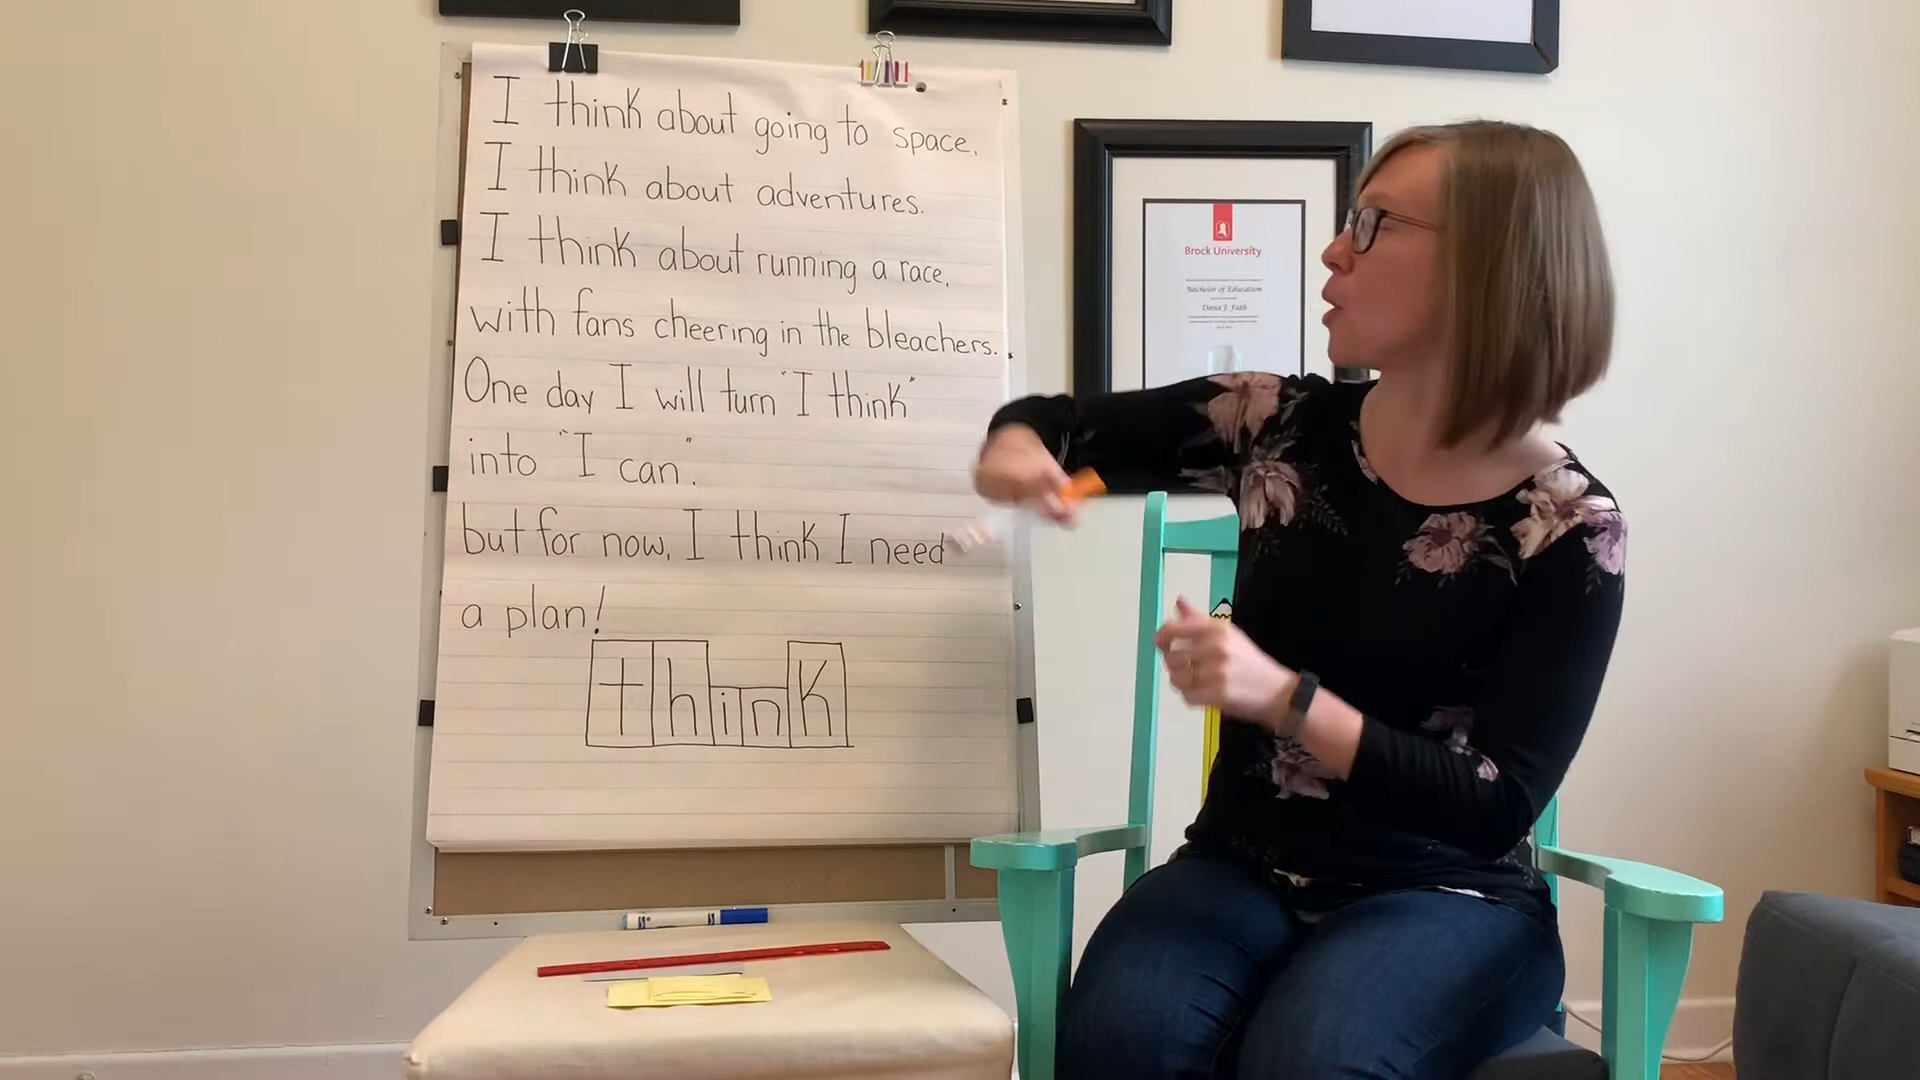 I think about going to space.
I think about adventures.
I think about running a race,
with fans cheering in the bleachers.
One day I will turn "I think"
into "I can".
but for now, I think I need
a plan!
think
Brock University
Bachelor of Education
Dana J. Fath